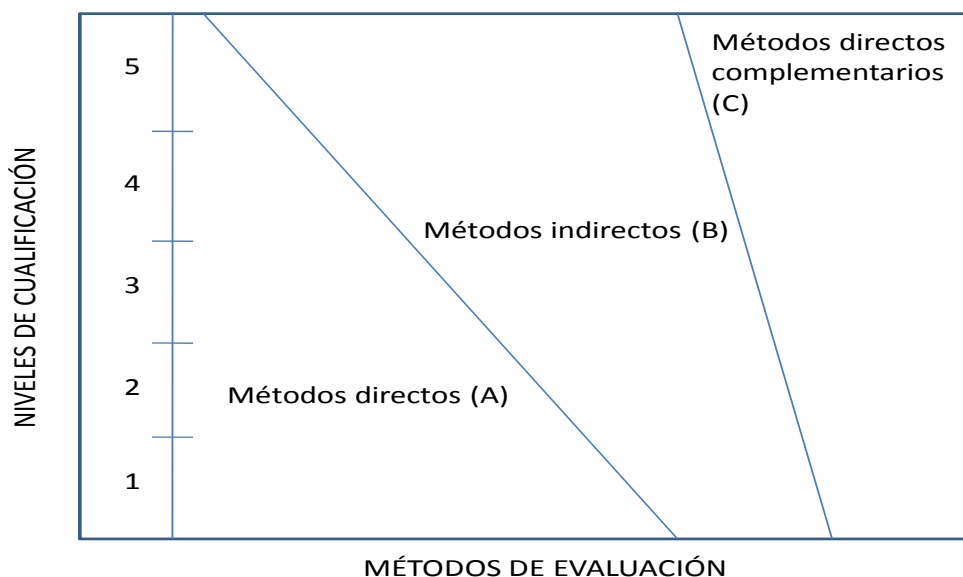 Métodos directos
complementarios
(C)
5
4
Métodos indirectos (B)
3
2
Métodos directos (A)
1
NIVELES DE CUALIFICACIÓN
MÉTODOS DE EVALUACIÓN